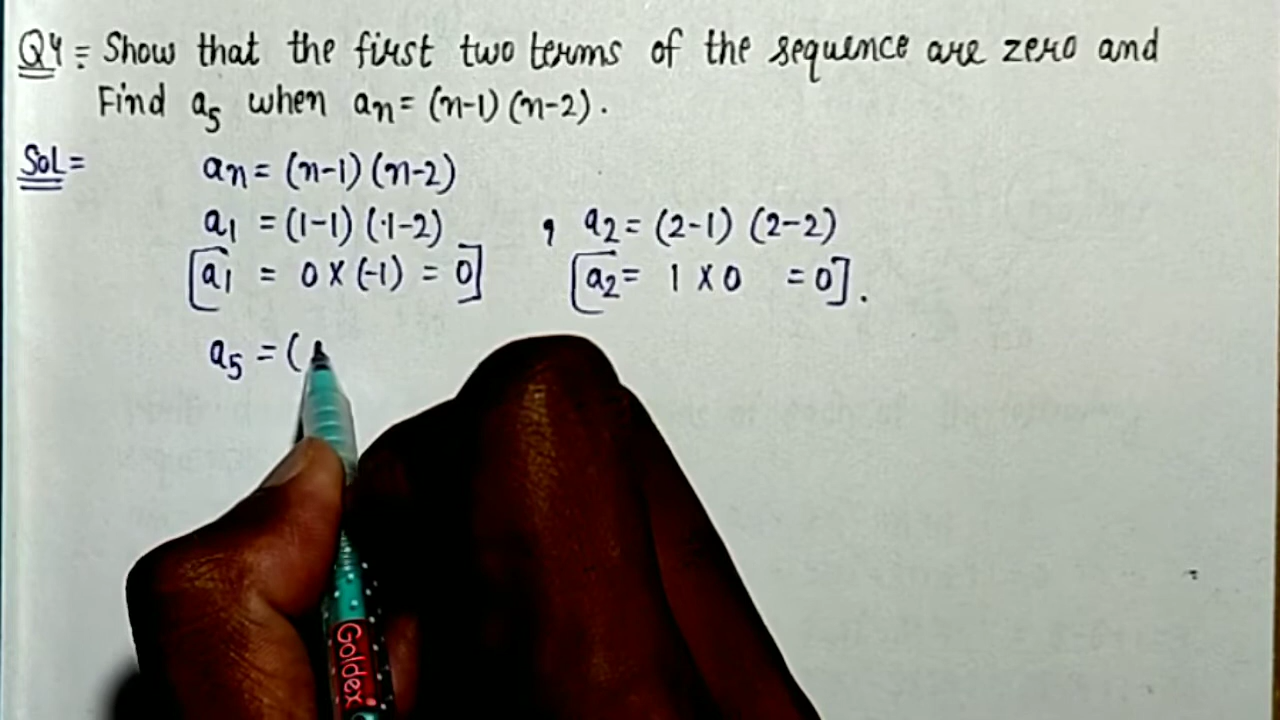 Q4 = Show that the first two terms of the sequence are zero and
Find a5 when an = (n-1) (n-2).
Sol = an = (n-1) (n-2)
a1 = (1-1) (1-2) , a2 = (2-1) (2-2)
[a1 = 0 × (-1) = 0] [a2 = 1 × 0 = 0].
a5 = (
Goldex